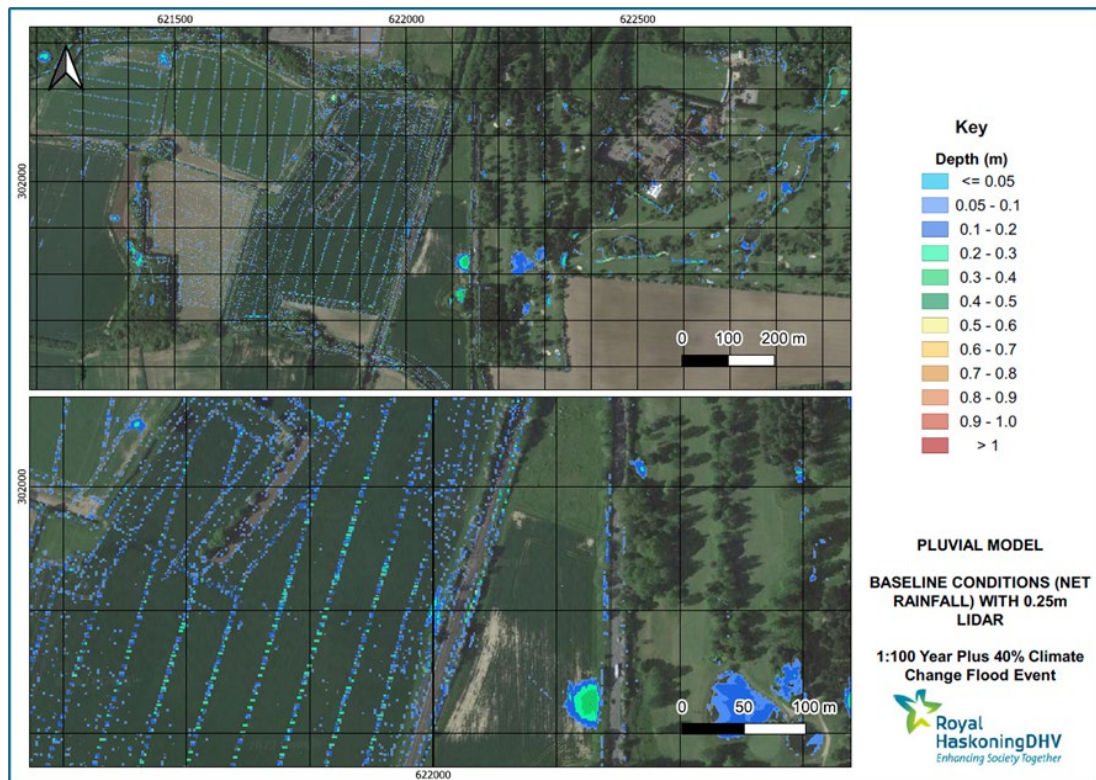 621500
622000
622500
302000
0 100 200 m
302000
0 50 100 m
622000
Key
Depth (m)
<= 0.05
0.05 - 0.1
0.1 - 0.2
0.2 - 0.3
0.3 - 0.4
0.4 - 0.5
0.5 - 0.6
0.6 - 0.7
0.7 - 0.8
0.8 - 0.9
0.9 - 1.0
> 1
PLUVIAL MODEL
BASELINE CONDITIONS (NET
RAINFALL) WITH 0.25m
LIDAR
1:100 Year Plus 40% Climate
Change Flood Event
Royal
HaskoningDHV
Enhancing Society Together